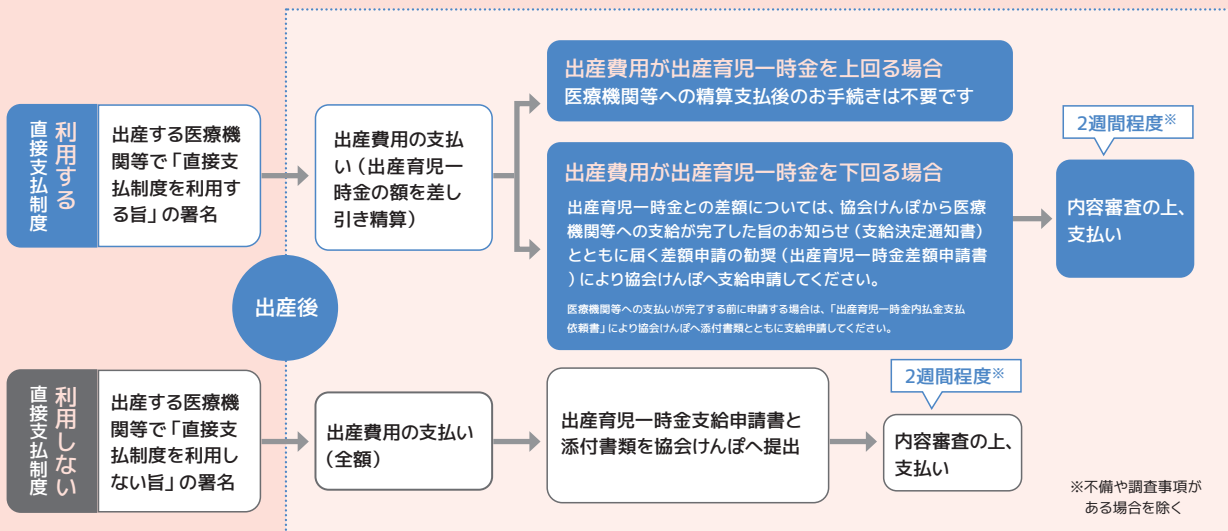 直接支払制度
利用する
出産する医療機
関等で「直接支
払制度を利用す
る旨」の署名
出産費用の支払
い（出産育児一
時金の額を差し
引き精算）
出産費用が出産育児一時金を上回る場合
医療機関等への精算支払後のお手続きは不要です
出産費用が出産育児一時金を下回る場合
出産育児一時金との差額については、協会けんぽから医療
機関等への支給が完了した旨のお知らせ（支給決定通知書）
とともに届く差額申請の勧奨（出産育児一時金差額申請書
）により協会けんぽへ支給申請してください。
医療機関等への支払いが完了する前に申請する場合は、「出産育児一時金内払金支払
依頼書」により協会けんぽへ添付書類とともに支給申請してください。
2週間程度※
内容審査の上、
支払い
出産後
直接支払制度
利用しない
出産する医療機
関等で「直接支
払制度を利用し
ない旨」の署名
出産費用の支払い
（全額）
出産育児一時金支給申請書と
添付書類を協会けんぽへ提出
2週間程度※
内容審査の上、
支払い
※不備や調査事項が
ある場合を除く